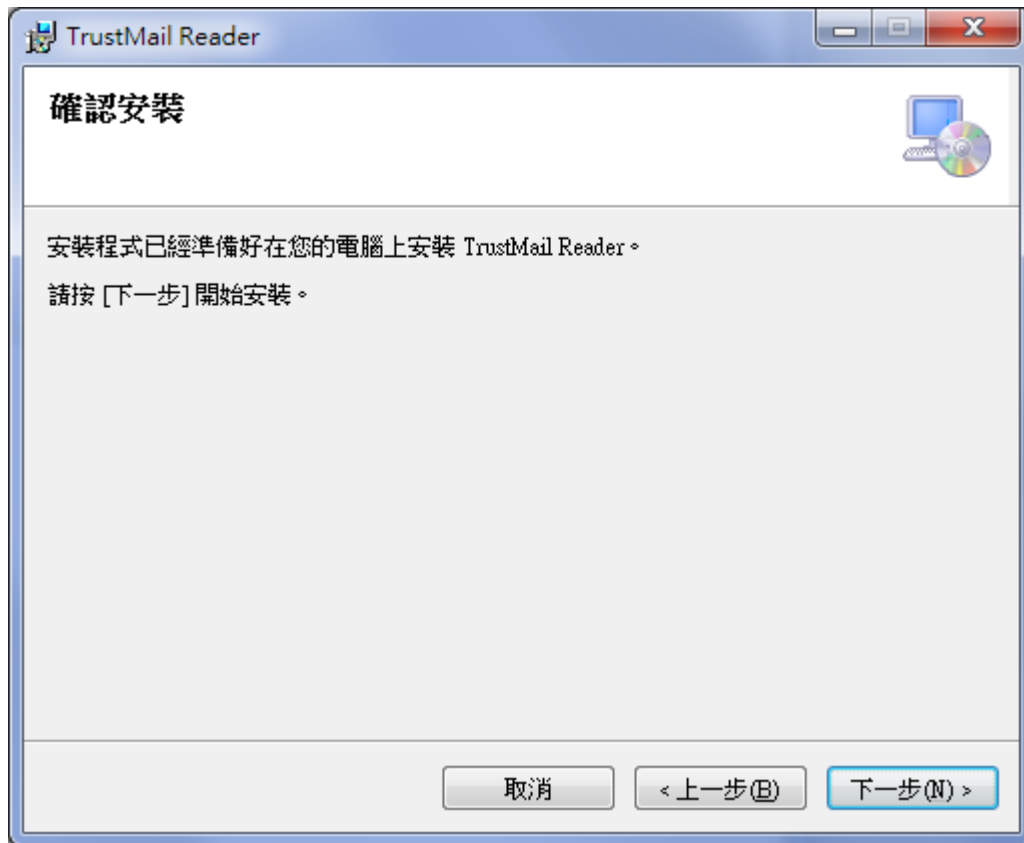 TrustMail Reader
確認安裝
安裝程式已經準備好在您的電腦上安裝 TrustMail Reader。
請按 [下一步] 開始安裝。
取消
< 上一步(B)
下一步(N) >